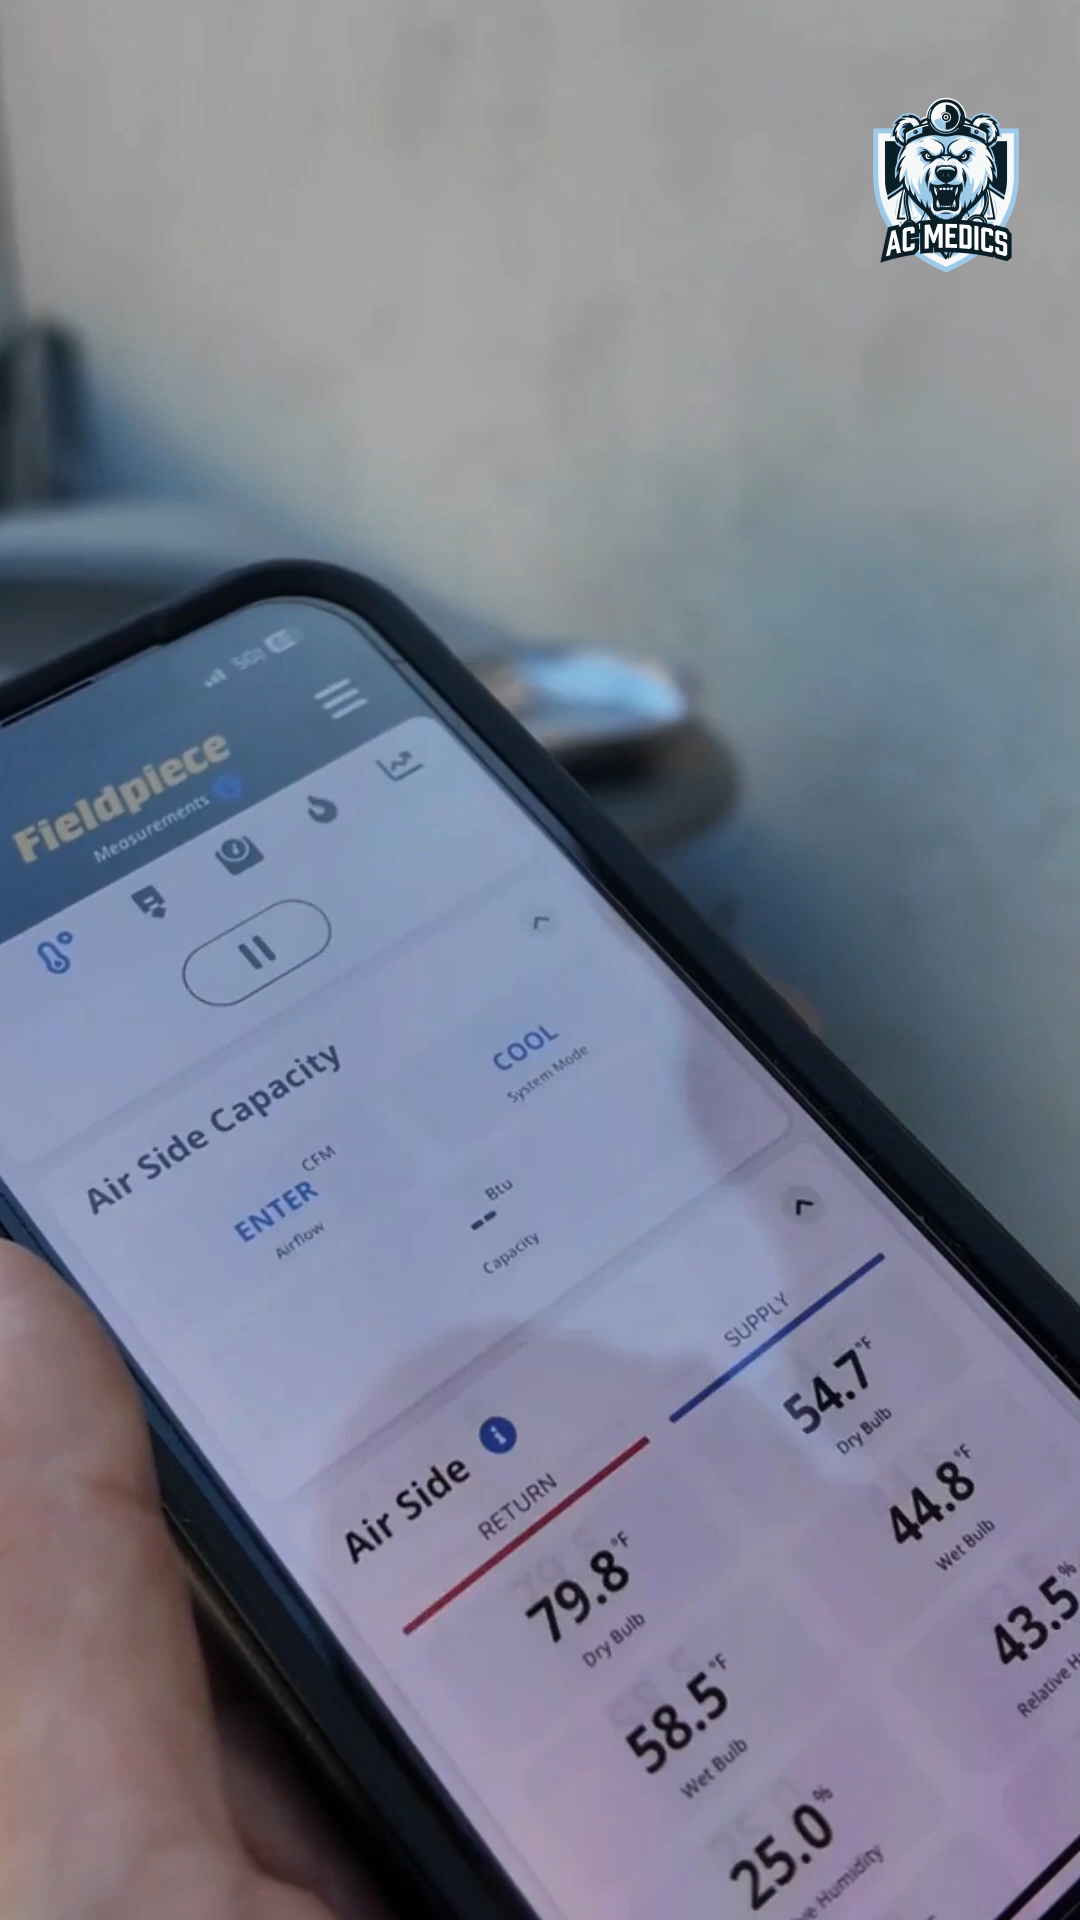 AC MEDICS
Fieldpiece
Measurements
Air Side Capacity
COOL
System Mode
CFM
ENTER
Airflow
Btu
--
Capacity
Air Side
RETURN
SUPPLY
79.8°F
Dry Bulb
54.7°F
Dry Bulb
58.5°F
Wet Bulb
44.8°F
Wet Bulb
25.0%
Humidity
43.5%
Relative